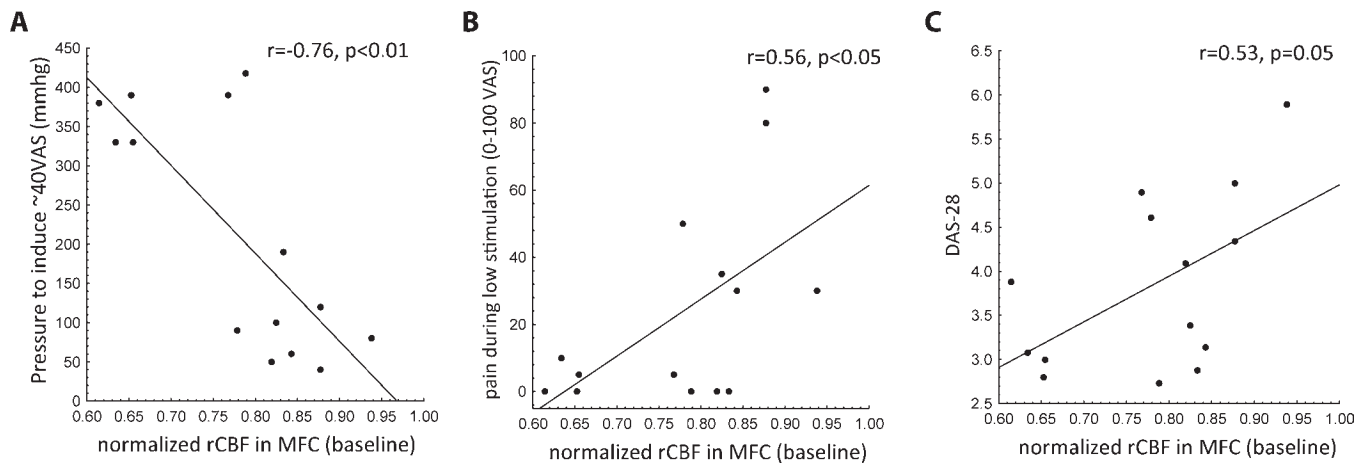 A
r=-0.76, p<0.01
Pressure to induce ~40VAS (mmhg)
450
400
350
300
250
200
150
100
50
0
0.60 0.65 0.70 0.75 0.80 0.85 0.90 0.95 1.00
normalized rCBF in MFC (baseline)
B
r=0.56, p<0.05
pain during low stimulation (0-100 VAS)
100
80
60
40
20
0
0.60 0.65 0.70 0.75 0.80 0.85 0.90 0.95 1.00
normalized rCBF in MFC (baseline)
C
r=0.53, p=0.05
DAS-28
6.5
6.0
5.5
5.0
4.5
4.0
3.5
3.0
2.5
0.60 0.65 0.70 0.75 0.80 0.85 0.90 0.95 1.00
normalized rCBF in MFC (baseline)